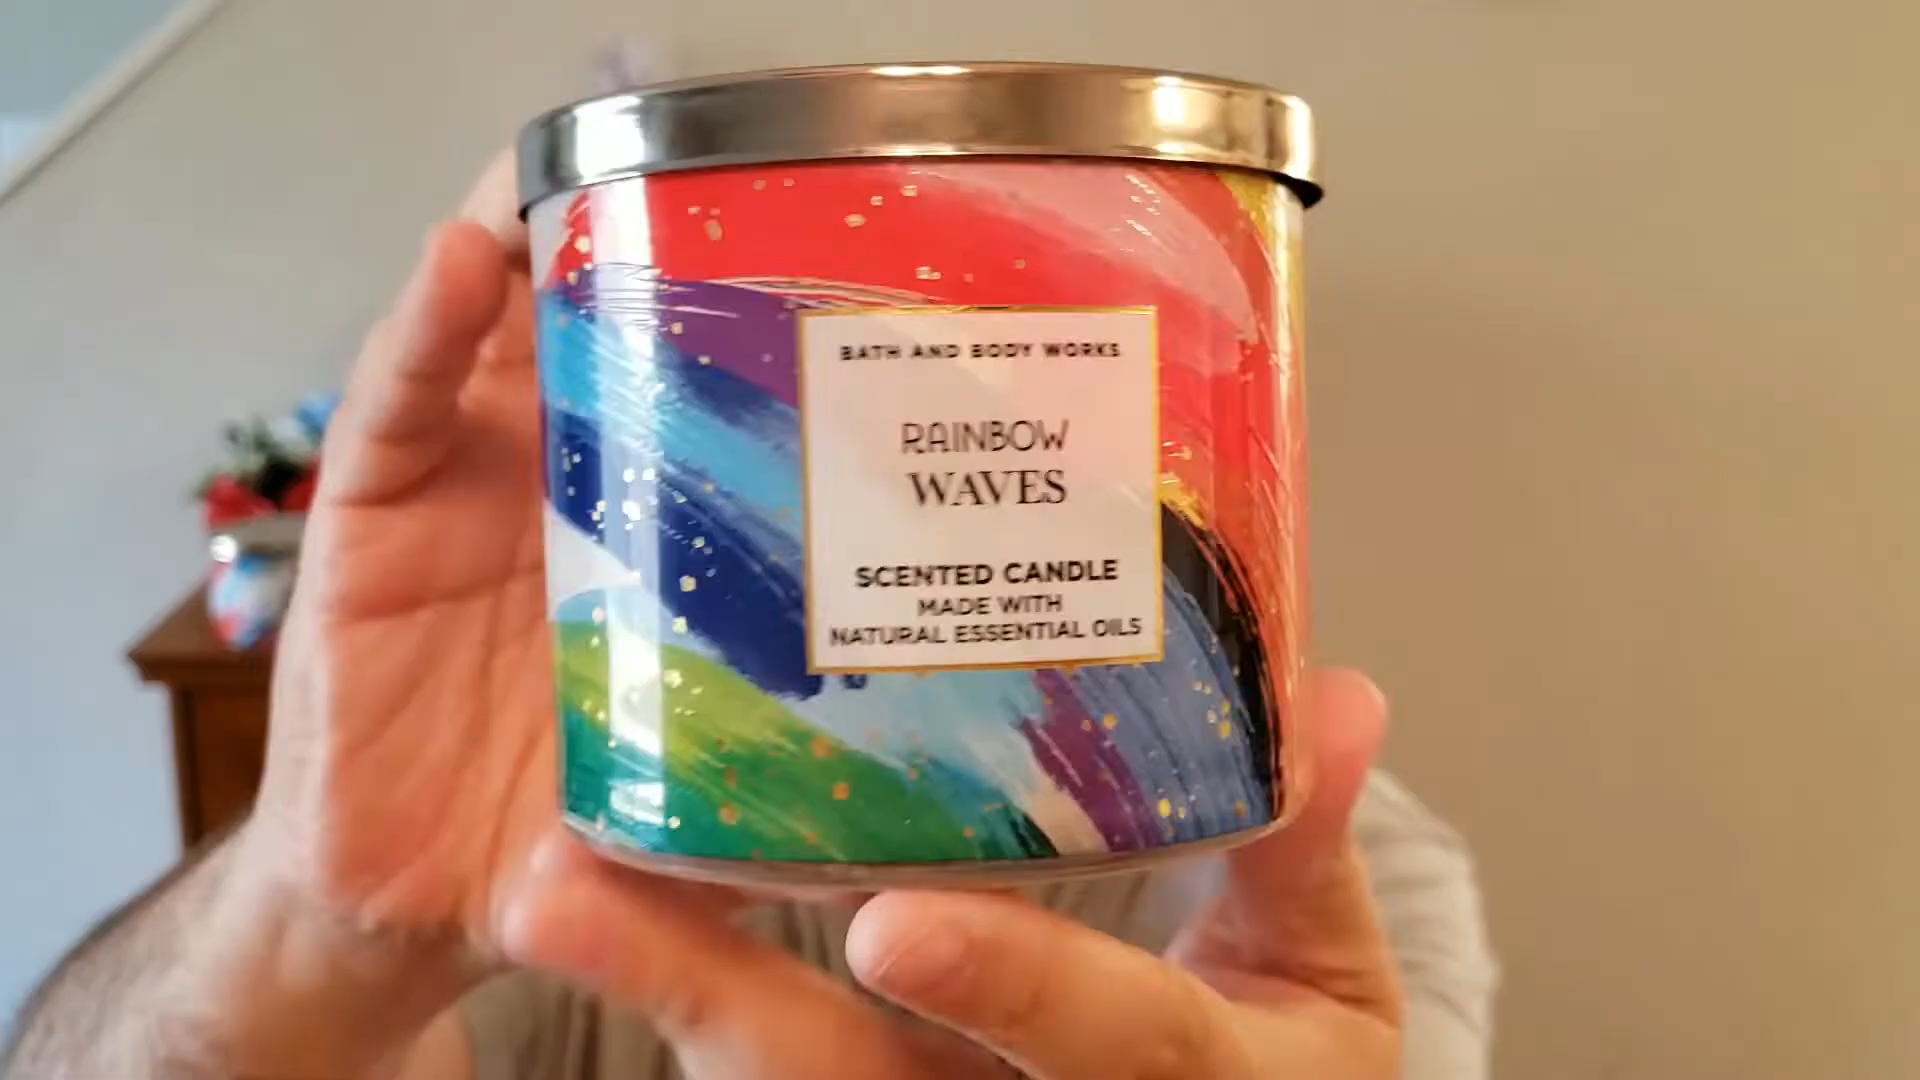 BATH AND BODY WORKS
RAINBOW
WAVES
SCENTED CANDLE
MADE WITH
NATURAL ESSENTIAL OILS